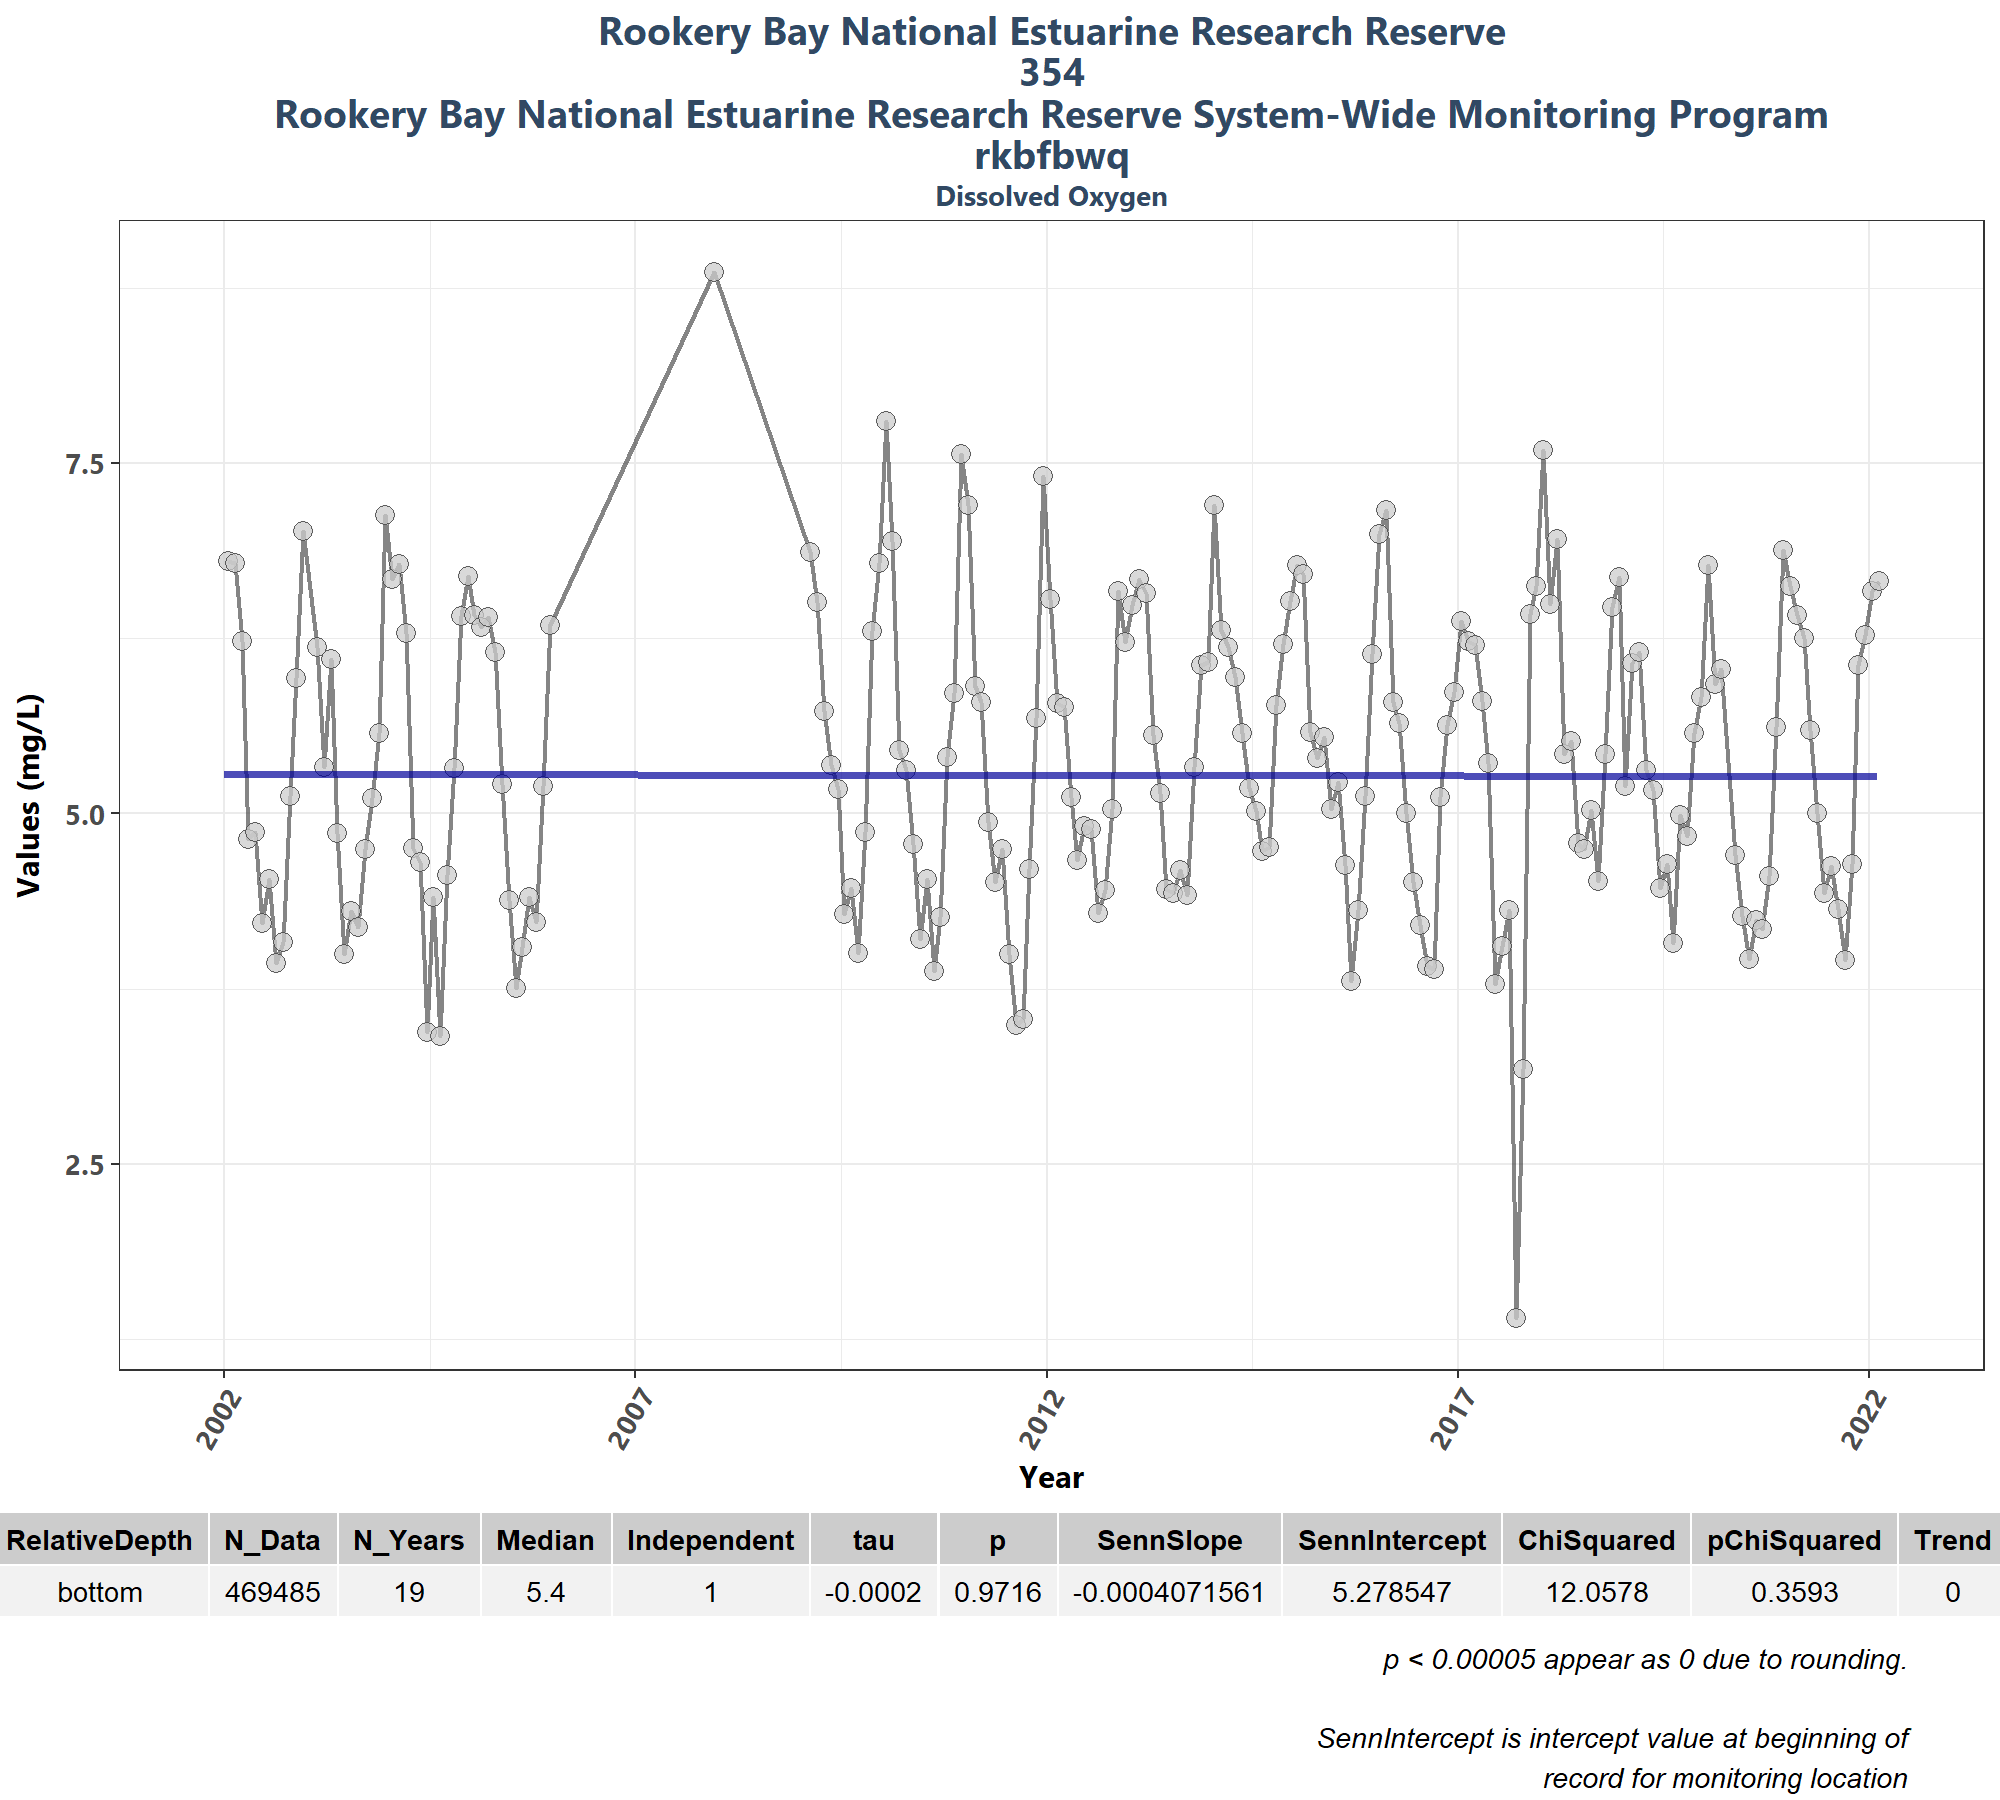 Rookery Bay National Estuarine Research Reserve
354
Rookery Bay National Estuarine Research Reserve System-Wide Monitoring Program
rkbfbwq
Dissolved Oxygen
Values (mg/L)
7.5
5.0
2.5
2002
2007
2012
2017
2022
Year
RelativeDepth N_Data N_Years Median Independent tau p SennSlope SennIntercept ChiSquared pChiSquared Trend
bottom 469485 19 5.4 1 -0.0002 0.9716 -0.0004071561 5.278547 12.0578 0.3593 0
p < 0.00005 appear as 0 due to rounding.
SennIntercept is intercept value at beginning of
record for monitoring location